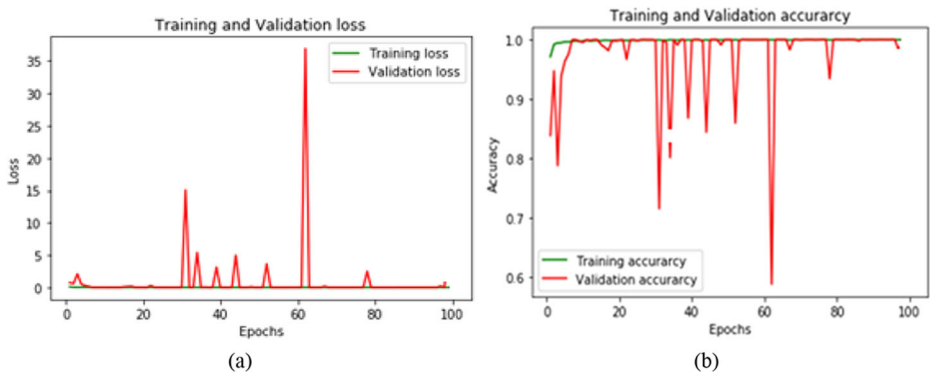 Training and Validation loss
Training loss
Validation loss
35
30
25
20
15
10
5
0
Loss
0 20 40 60 80 100
Epochs
(a)
Training and Validation accurarcy
1.0
0.9
0.8
0.7
0.6
Accuracy
Training accurarcy
Validation accurarcy
0 20 40 60 80 100
Epochs
(b)